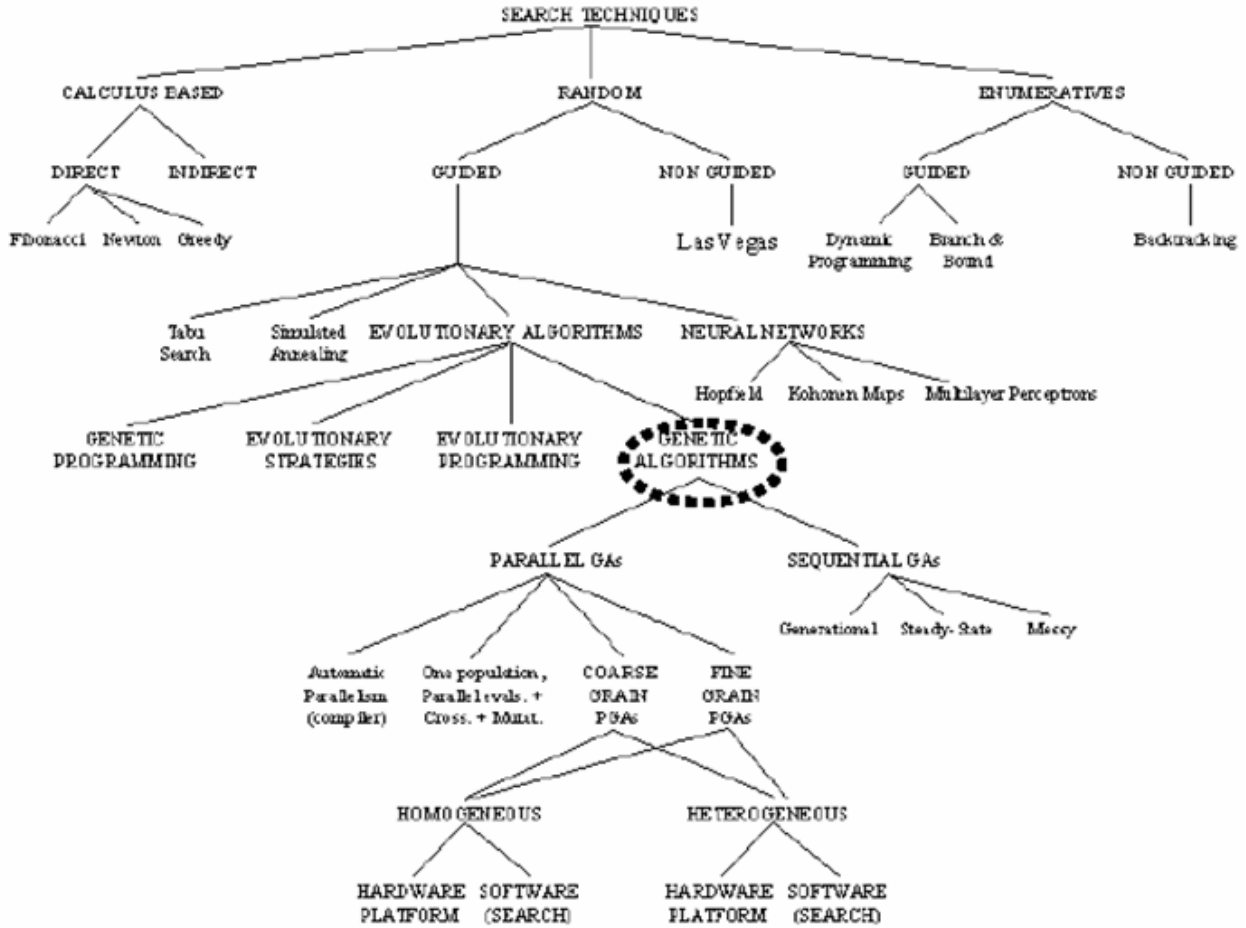 SEARCH TECHNIQUES
CALCULUS BASED
RANDOM
ENUMERATIVES
DIRECT
INDIRECT
GUIDED
NON GUIDED
GUIDED
NON GUIDED
Fibonacci
Newton
Greedy
Las Vegas
Dynamic
Programming
Branch &
Bound
Backtracking
Tabu
Search
Simulated
Annealing
EVOLUTIONARY ALGORITHMS
NEURAL NETWORKS
Hopfield
Kohonen Maps
Multilayer Perceptrons
GENETIC
PROGRAMMING
EVOLUTIONARY
STRATEGIES
EVOLUTIONARY
PROGRAMMING
GENETIC
ALGORITHMS
PARALLEL GAs
SEQUENTIAL GAs
Generational
Steady-State
Messy
Automatic
Parallelism
(compiler)
One population,
Parallel evals. +
Cross. + Mutat.
COARSE
GRAIN
PGAs
FINE
GRAIN
PGAs
HOMOGENEOUS
HETEROGENEOUS
HARDWARE
PLATFORM
SOFTWARE
(SEARCH)
HARDWARE
PLATFORM
SOFTWARE
(SEARCH)